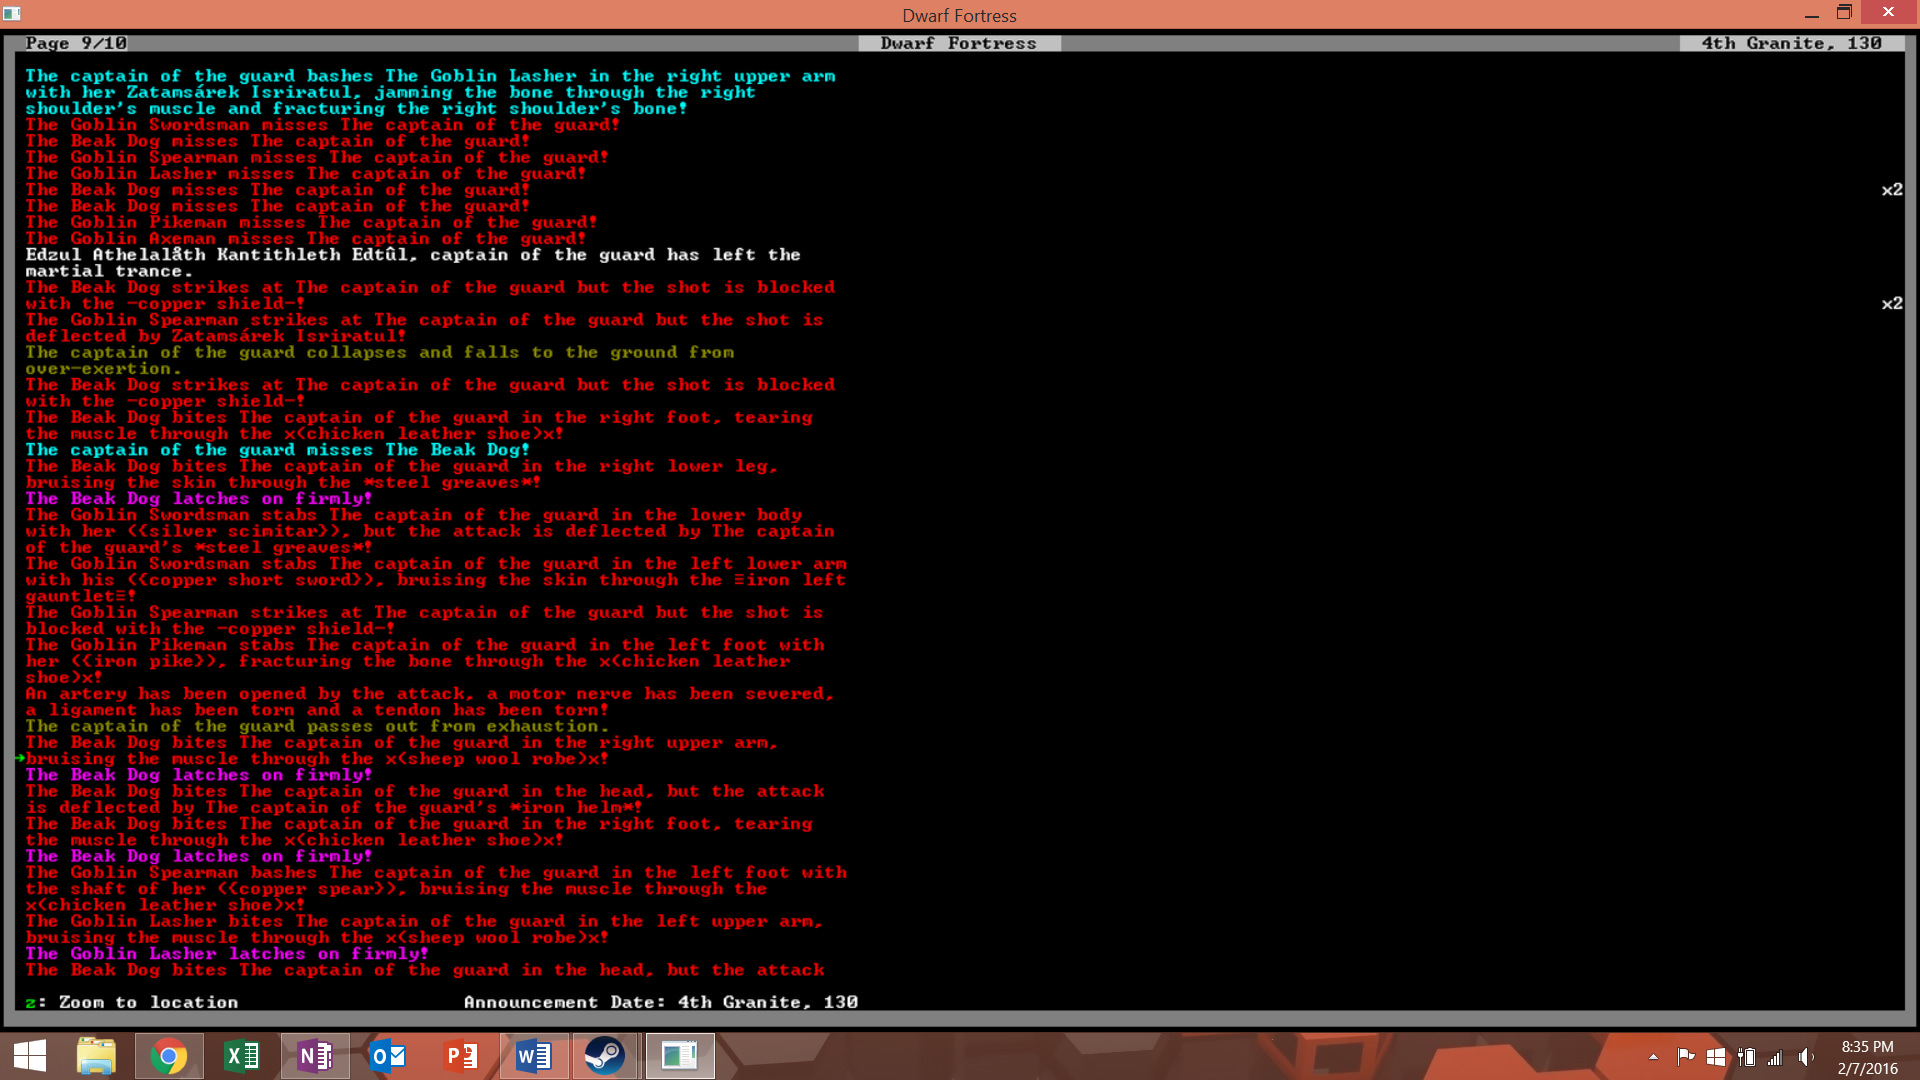 Dwarf Fortress
Page 9/10
Dwarf Fortress
4th Granite, 130
The captain of the guard bashes The Goblin Lasher in the right upper arm
with her Zatamsárek Isriratul, jamming the bone through the right
shoulder's muscle and fracturing the right shoulder's bone!
The Goblin Swordsman misses The captain of the guard!
The Beak Dog misses The captain of the guard!
The Goblin Spearman misses The captain of the guard!
The Goblin Lasher misses The captain of the guard!
The Beak Dog misses The captain of the guard! x2
The Beak Dog misses The captain of the guard!
The Goblin Pikeman misses The captain of the guard!
The Goblin Axeman misses The captain of the guard!
Edzul Athelalåth Kantithleth Edtûl, captain of the guard has left the
martial trance.
The Beak Dog strikes at The captain of the guard but the shot is blocked
with the -copper shield-! x2
The Goblin Spearman strikes at The captain of the guard but the shot is
deflected by Zatamsárek Isriratul!
The captain of the guard collapses and falls to the ground from
over-exertion.
The Beak Dog strikes at The captain of the guard but the shot is blocked
with the -copper shield-!
The Beak Dog bites The captain of the guard in the right foot, tearing
the muscle through the x(chicken leather shoe)x!
The captain of the guard misses The Beak Dog!
The Beak Dog bites The captain of the guard in the right lower leg,
bruising the skin through the *steel greaves*!
The Beak Dog latches on firmly!
The Goblin Swordsman stabs The captain of the guard in the lower body
with her ((silver scimitar)), but the attack is deflected by The captain
of the guard's *steel greaves*!
The Goblin Swordsman stabs The captain of the guard in the left lower arm
with his ((copper short sword)), bruising the skin through the ≡iron left
gauntlet≡!
The Goblin Spearman strikes at The captain of the guard but the shot is
blocked with the -copper shield-!
The Goblin Pikeman stabs The captain of the guard in the left foot with
her ((iron pike)), fracturing the bone through the x(chicken leather
shoe)x!
An artery has been opened by the attack, a motor nerve has been severed,
a ligament has been torn and a tendon has been torn!
The captain of the guard passes out from exhaustion.
The Beak Dog bites The captain of the guard in the right upper arm,
→bruising the muscle through the x(sheep wool robe)x!
The Beak Dog latches on firmly!
The Beak Dog bites The captain of the guard in the head, but the attack
is deflected by The captain of the guard's *iron helm*!
The Beak Dog bites The captain of the guard in the right foot, tearing
the muscle through the x(chicken leather shoe)x!
The Beak Dog latches on firmly!
The Goblin Spearman bashes The captain of the guard in the left foot with
the shaft of her ((copper spear)), bruising the muscle through the
x(chicken leather shoe)x!
The Goblin Lasher bites The captain of the guard in the left upper arm,
bruising the muscle through the x(sheep wool robe)x!
The Goblin Lasher latches on firmly!
The Beak Dog bites The captain of the guard in the head, but the attack
z: Zoom to location
Announcement Date: 4th Granite, 130
8:35 PM
2/7/2016